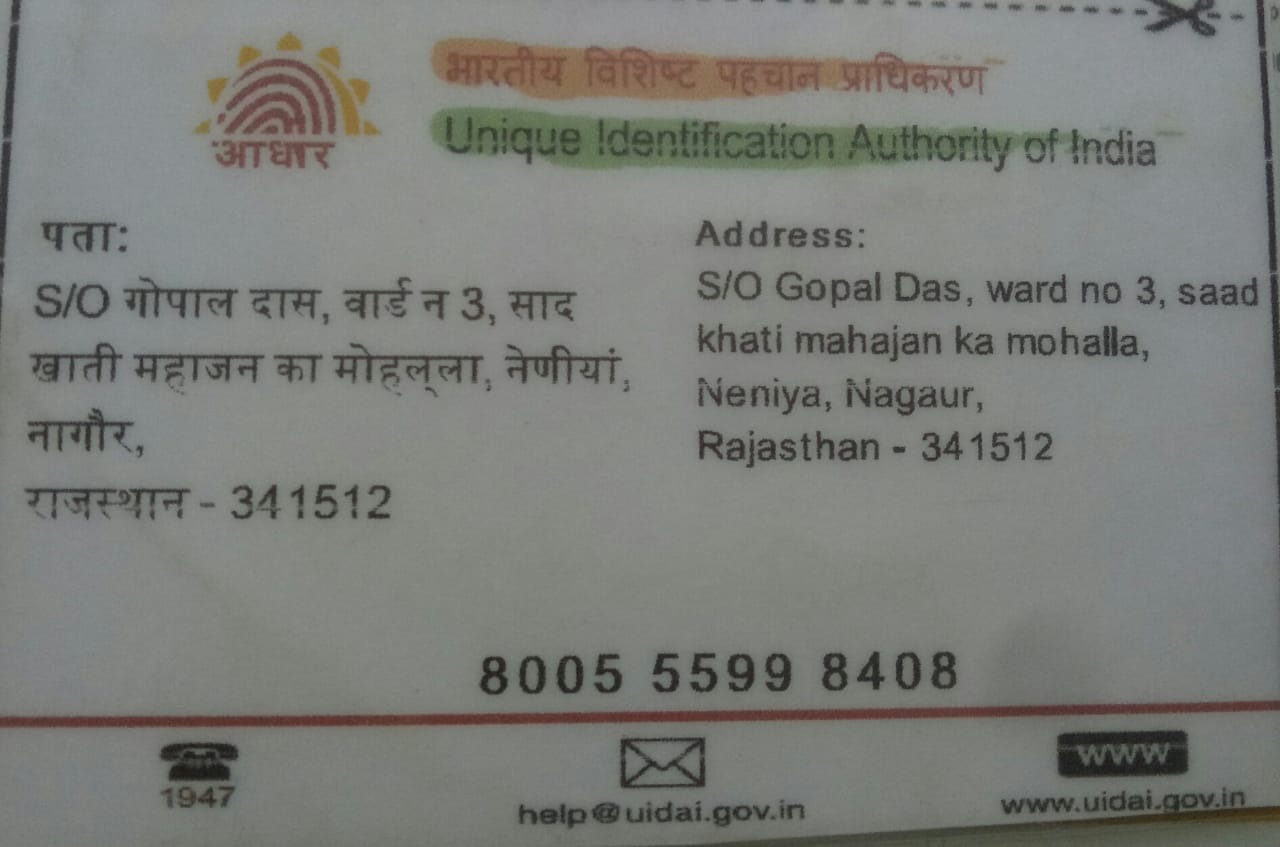 आधार
भारतीय विशिष्ट पहचान प्राधिकरण
Unique Identification Authority of India
पता:
S/O गोपाल दास, वार्ड न 3, साद
खाती महाजन का मोहल्ला, नेणीयां,
नागौर,
राजस्थान - 341512
Address:
S/O Gopal Das, ward no 3, saad
khati mahajan ka mohalla,
Neniya, Nagaur,
Rajasthan - 341512
8005 5599 8408
1947
help@uidai.gov.in
www
www.uidai.gov.in